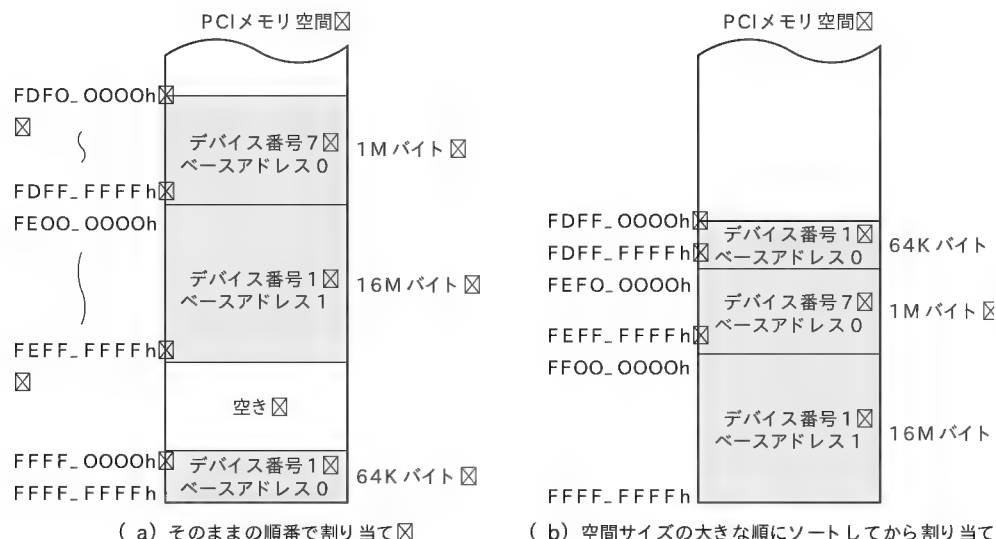 PCIメモリ空間
FDF0_0000h
デバイス番号7
ベースアドレス0
1Mバイト
FDFF_FFFFh
FE00_0000h
デバイス番号1
ベースアドレス1
16Mバイト
FEFF_FFFFh
空き
FFFF_0000h
デバイス番号1
ベースアドレス0
64Kバイト
FFFF_FFFFh
(a)そのままの順番で割り当て
PCIメモリ空間
FDFF_0000h
デバイス番号1
ベースアドレス0
64Kバイト
FDFF_FFFFh
FEF0_0000h
デバイス番号7
ベースアドレス0
1Mバイト
FEFF_FFFFh
FF00_0000h
デバイス番号1
ベースアドレス1
16Mバイト
FFFF_FFFFh
(b)空間サイズの大きな順にソートしてから割り当て